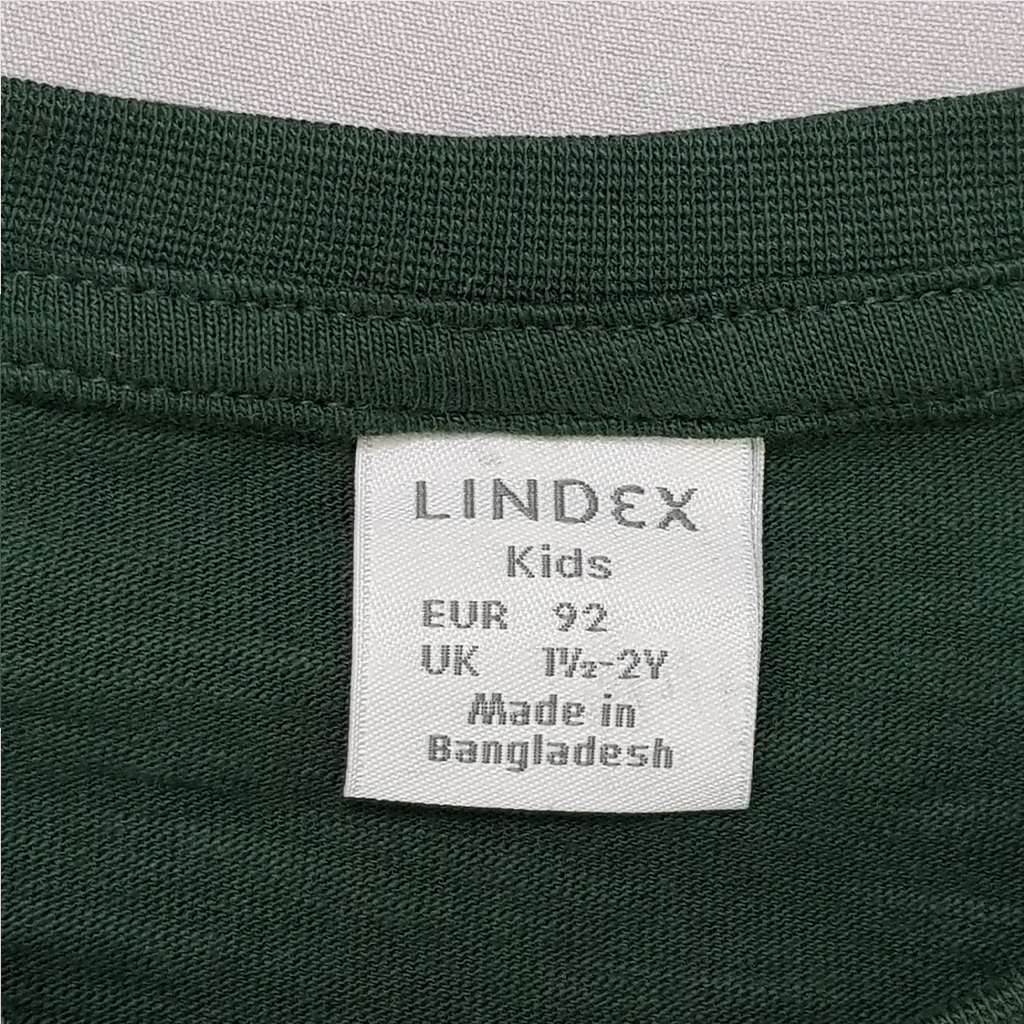 LINDEX
Kids
EUR 92
UK 1½-2Y
Made in
Bangladesh